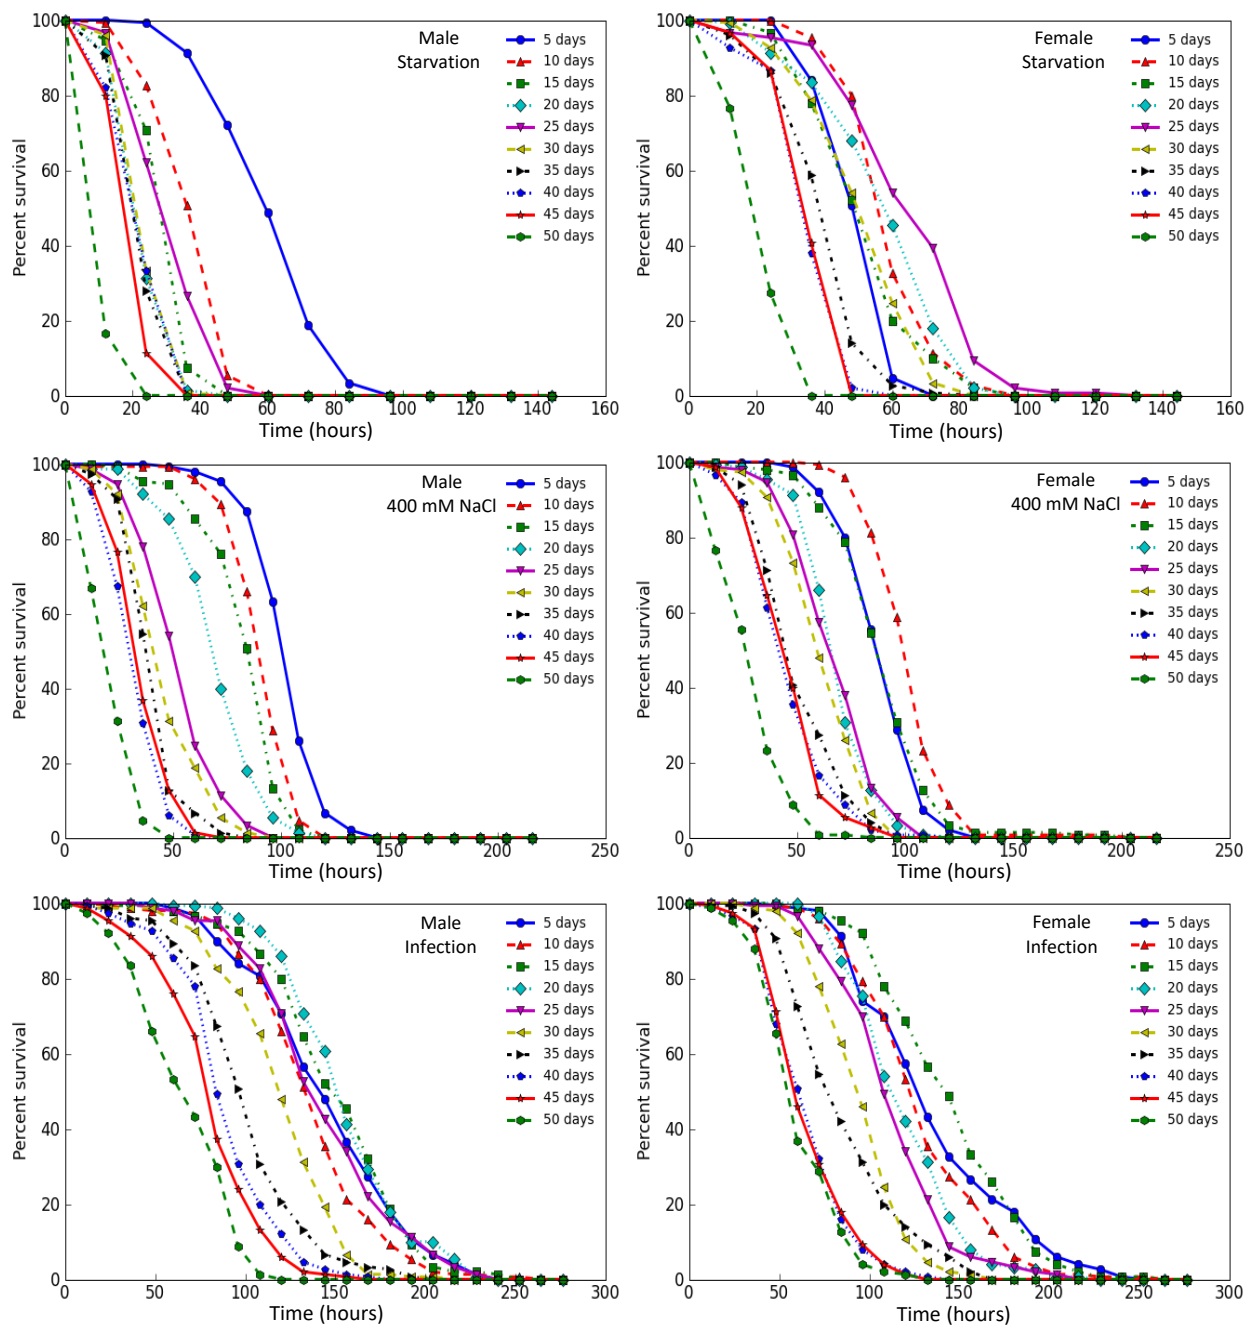 100
80
60
40
20
0
Percent survival
Male
Starvation
5 days
10 days
15 days
20 days
25 days
30 days
35 days
40 days
45 days
50 days
0 20 40 60 80 100 120 140 160
Time (hours)
100
80
60
40
20
0
Percent survival
Female
Starvation
5 days
10 days
15 days
20 days
25 days
30 days
35 days
40 days
45 days
50 days
0 20 40 60 80 100 120 140 160
Time (hours)
100
80
60
40
20
0
Percent survival
Male
400 mM NaCl
5 days
10 days
15 days
20 days
25 days
30 days
35 days
40 days
45 days
50 days
0 50 100 150 200 250
Time (hours)
100
80
60
40
20
0
Percent survival
Female
400 mM NaCl
5 days
10 days
15 days
20 days
25 days
30 days
35 days
40 days
45 days
50 days
0 50 100 150 200 250
Time (hours)
100
80
60
40
20
0
Percent survival
Male
Infection
5 days
10 days
15 days
20 days
25 days
30 days
35 days
40 days
45 days
50 days
0 50 100 150 200 250 300
Time (hours)
100
80
60
40
20
0
Percent survival
Female
Infection
5 days
10 days
15 days
20 days
25 days
30 days
35 days
40 days
45 days
50 days
0 50 100 150 200 250 300
Time (hours)